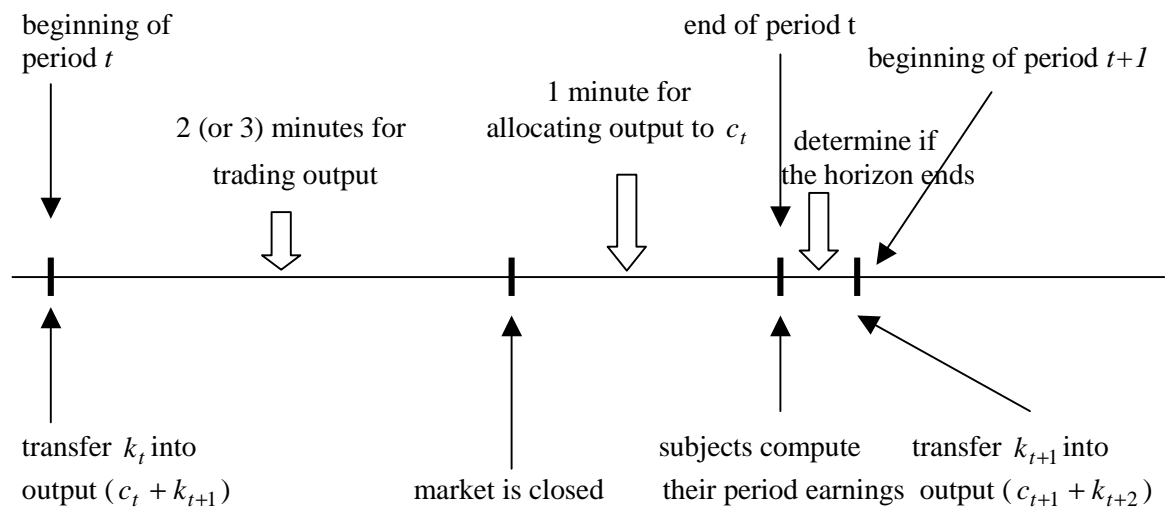 beginning of
period t
2 (or 3) minutes for
trading output
1 minute for
allocating output to c_t
end of period t
beginning of period t+1
determine if
the horizon ends
transfer k_t into
output (c_t + k_{t+1})
market is closed
subjects compute
their period earnings
transfer k_{t+1} into
output (c_{t+1} + k_{t+2})